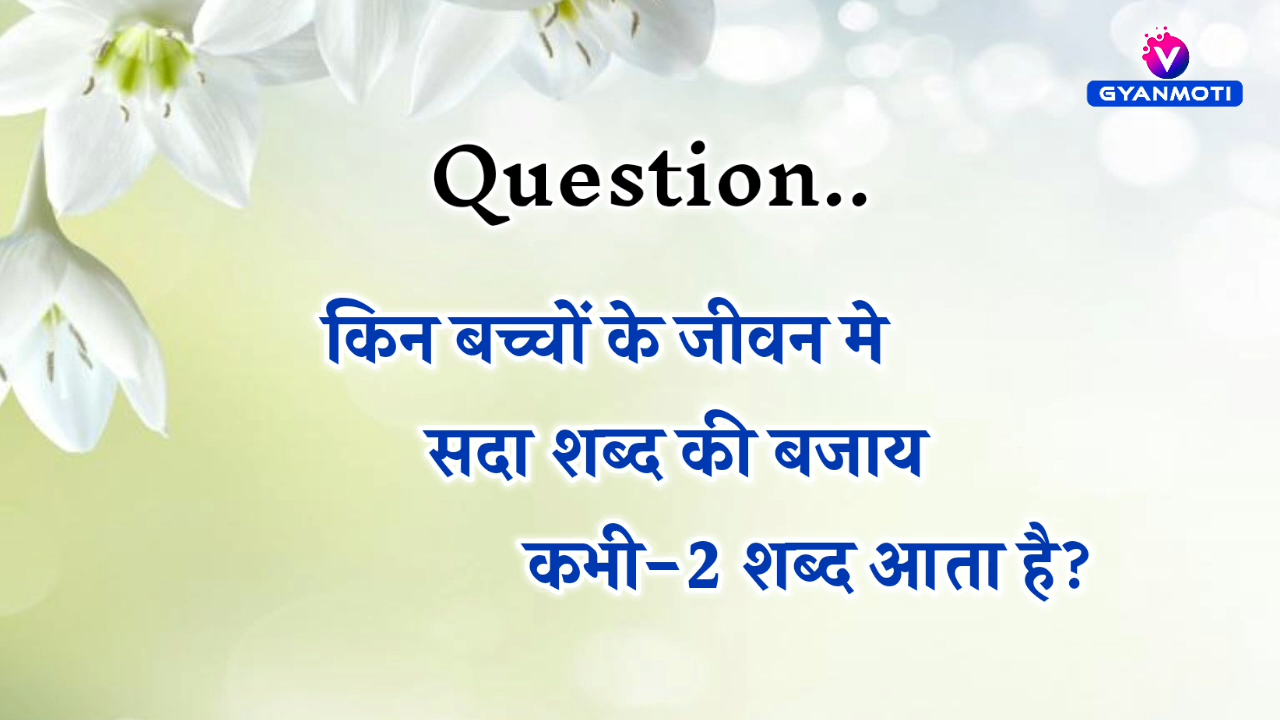 V
GYANMOTI
Question..
किन बच्चों के जीवन मे
सदा शब्द की बजाय
कभी-2 शब्द आता है?